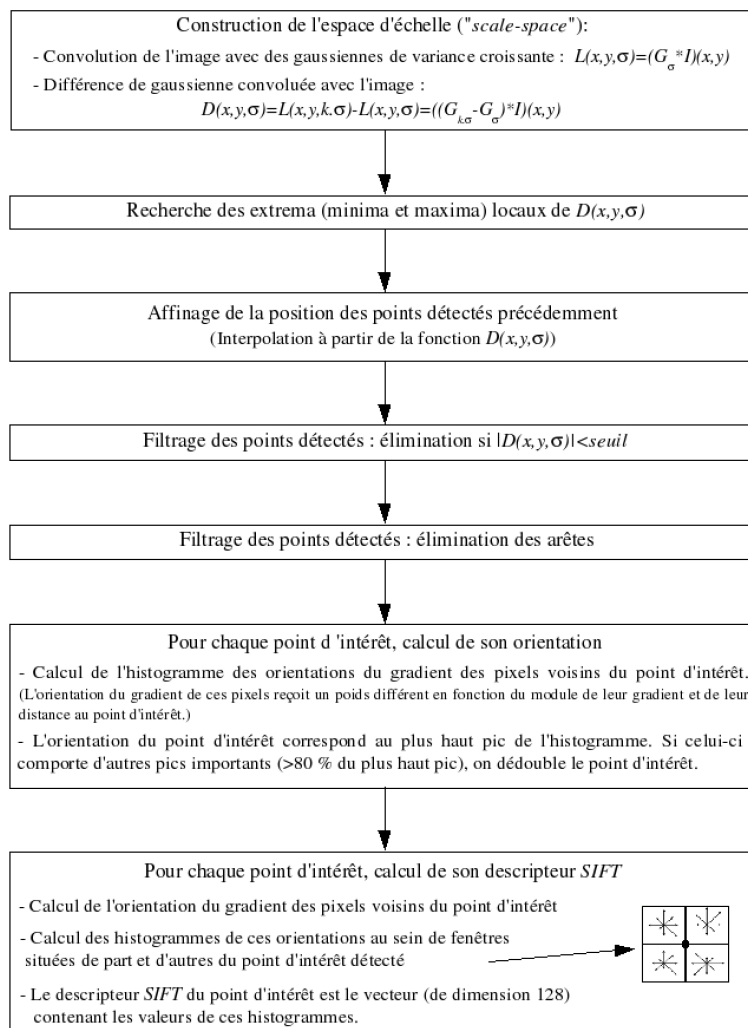 Construction de l'espace d'échelle ("scale-space"):
- Convolution de l'image avec des gaussiennes de variance croissante : L(x,y,σ)=(G_σ*I)(x,y)
- Différence de gaussienne convoluée avec l'image :
D(x,y,σ)=L(x,y,k.σ)-L(x,y,σ)=((G_k.σ-G_σ)*I)(x,y)
Recherche des extrema (minima et maxima) locaux de D(x,y,σ)
Affinage de la position des points détectés précédemment
(Interpolation à partir de la fonction D(x,y,σ))
Filtrage des points détectés : élimination si |D(x,y,σ)|<seuil
Filtrage des points détectés : élimination des arêtes
Pour chaque point d 'intérêt, calcul de son orientation
- Calcul de l'histogramme des orientations du gradient des pixels voisins du point d'intérêt.
(L'orientation du gradient de ces pixels reçoit un poids différent en fonction du module de leur gradient et de leur
distance au point d'intérêt.)
- L'orientation du point d'intérêt correspond au plus haut pic de l'histogramme. Si celui-ci
comporte d'autres pics importants (>80 % du plus haut pic), on dédouble le point d'intérêt.
Pour chaque point d'intérêt, calcul de son descripteur SIFT
- Calcul de l'orientation du gradient des pixels voisins du point d'intérêt
- Calcul des histogrammes de ces orientations au sein de fenêtres
situées de part et d'autres du point d'intérêt détecté
- Le descripteur SIFT du point d'intérêt est le vecteur (de dimension 128)
contenant les valeurs de ces histogrammes.